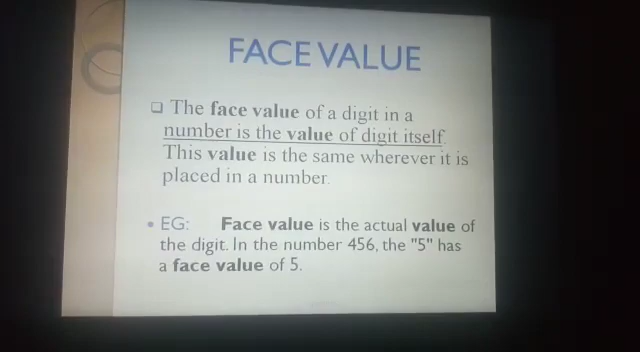 FACE VALUE
❑ The face value of a digit in a
number is the value of digit itself.
This value is the same wherever it is
placed in a number.
• EG: Face value is the actual value of
the digit. In the number 456, the "5" has
a face value of 5.